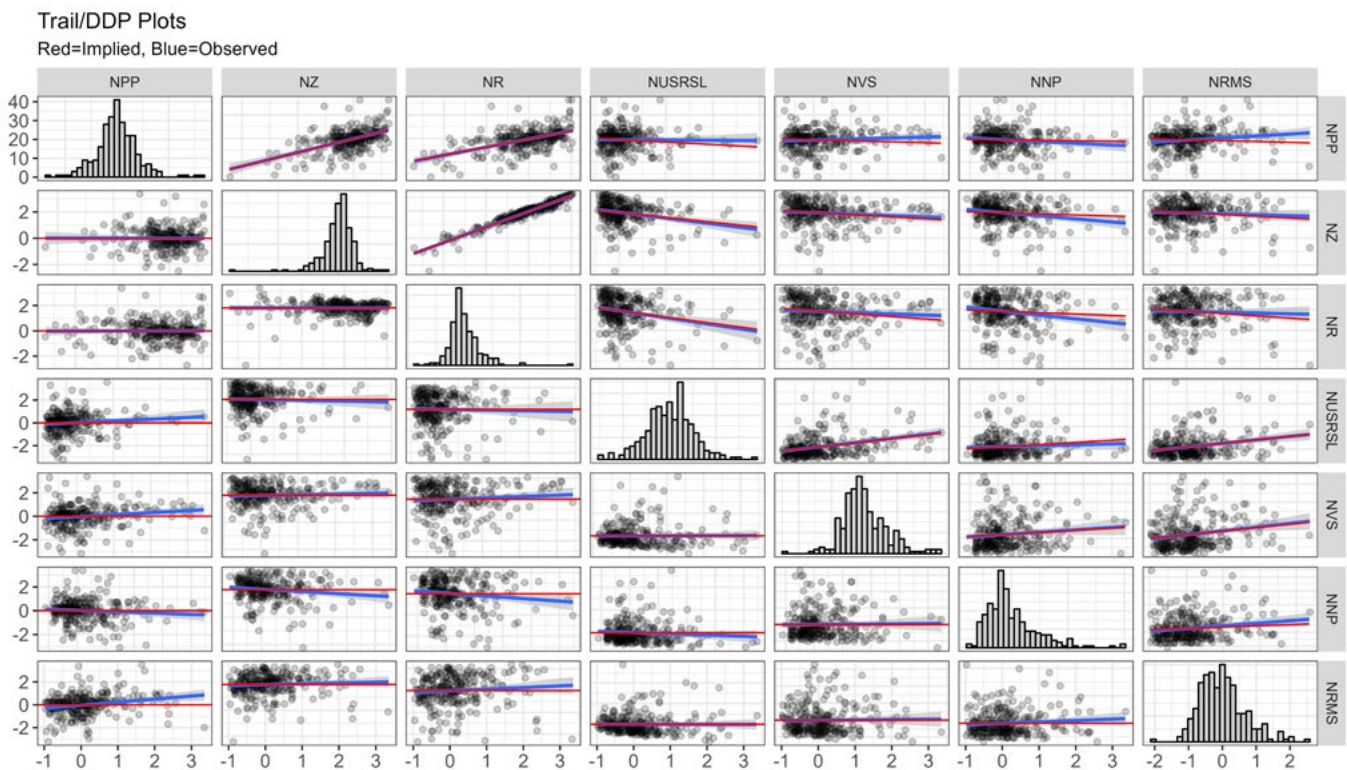 Trail/DDP Plots
Red=Implied, Blue=Observed
NPP NZ NR NUSRSL NVS NNP NRMS
40
30
20
10
0
NPP
2
0
-2
NZ
2
0
-2
NR
2
0
-2
NUSRSL
2
0
-2
NVS
2
0
-2
NNP
2
0
-2
NRMS
-1 0 1 2 3 -1 0 1 2 3 -1 0 1 2 3 -1 0 1 2 3 -1 0 1 2 3 -1 0 1 2 3 -2 -1 0 1 2